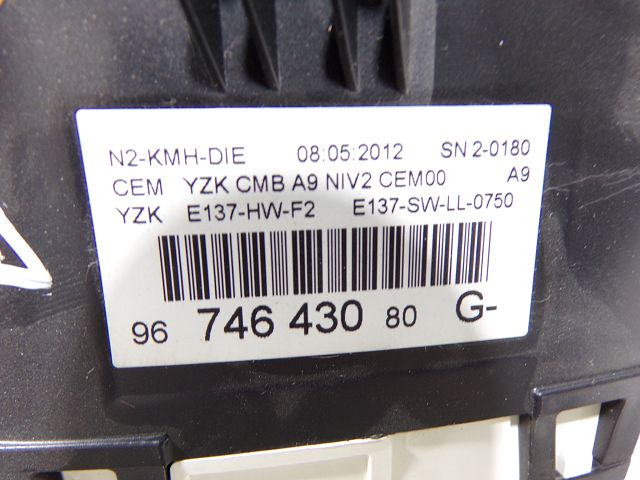 N2-KMH-DIE 08:05:2012 SN 2-0180
CEM YZK CMB A9 NIV2 CEM00 A9
YZK E137-HW-F2 E137-SW-LL-0750
96 746 430 80 G-